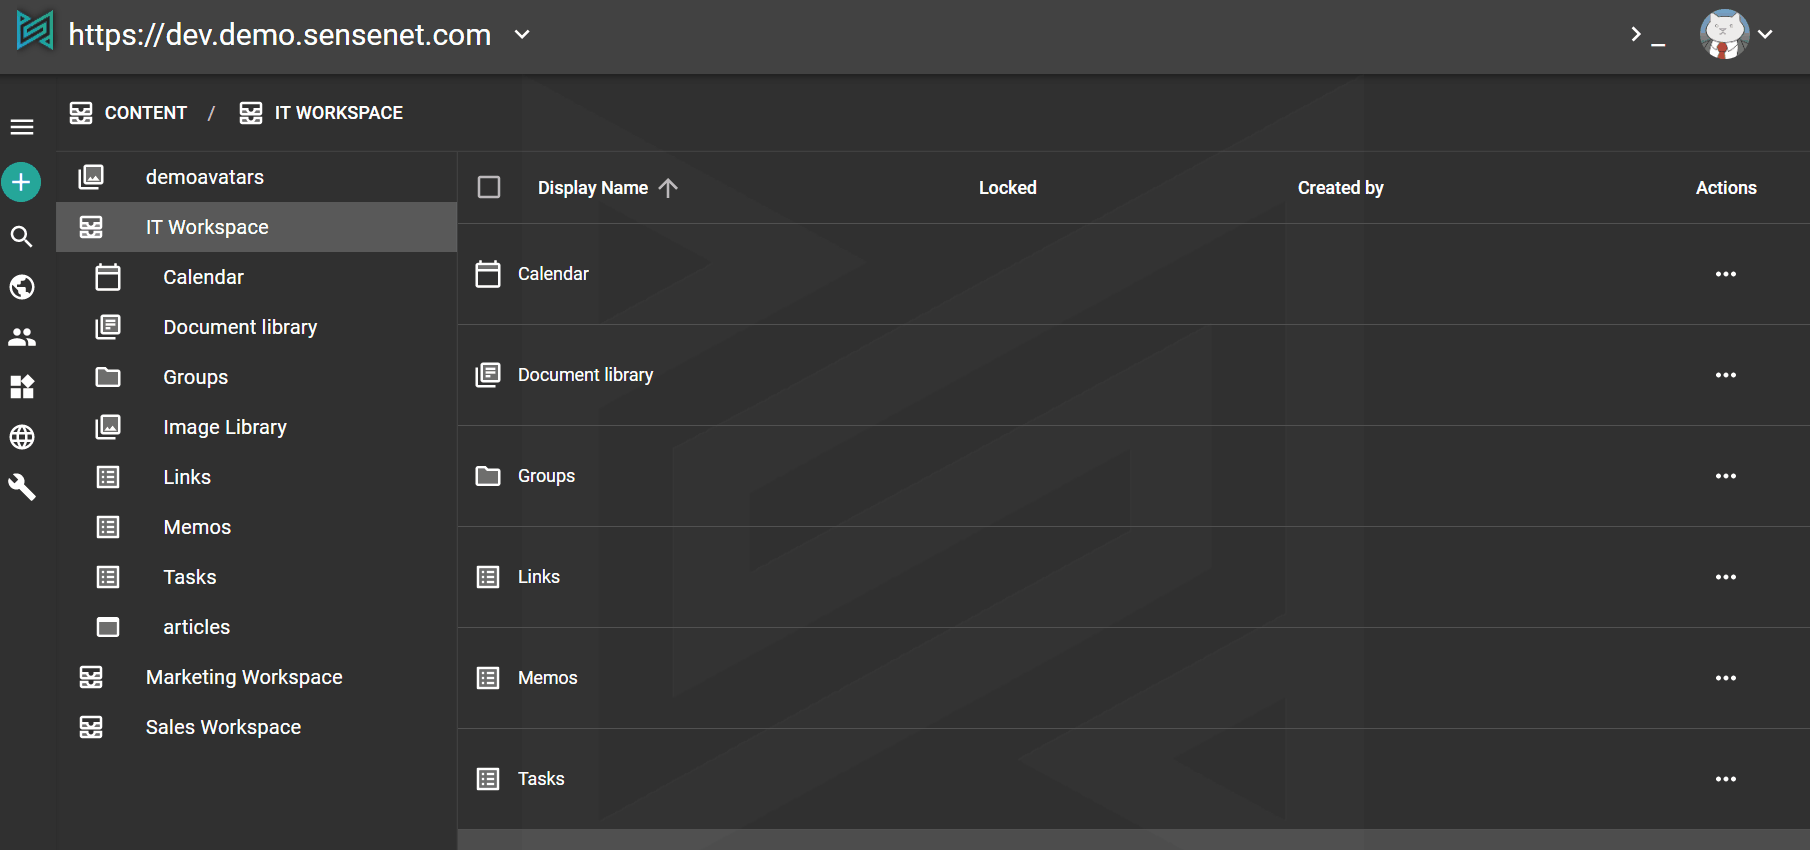 https://dev.demo.sensenet.com
CONTENT / IT WORKSPACE
demoavatars
IT Workspace
Calendar
Document library
Groups
Image Library
Links
Memos
Tasks
articles
Marketing Workspace
Sales Workspace
Display Name Locked Created by Actions
Calendar
Document library
Groups
Links
Memos
Tasks